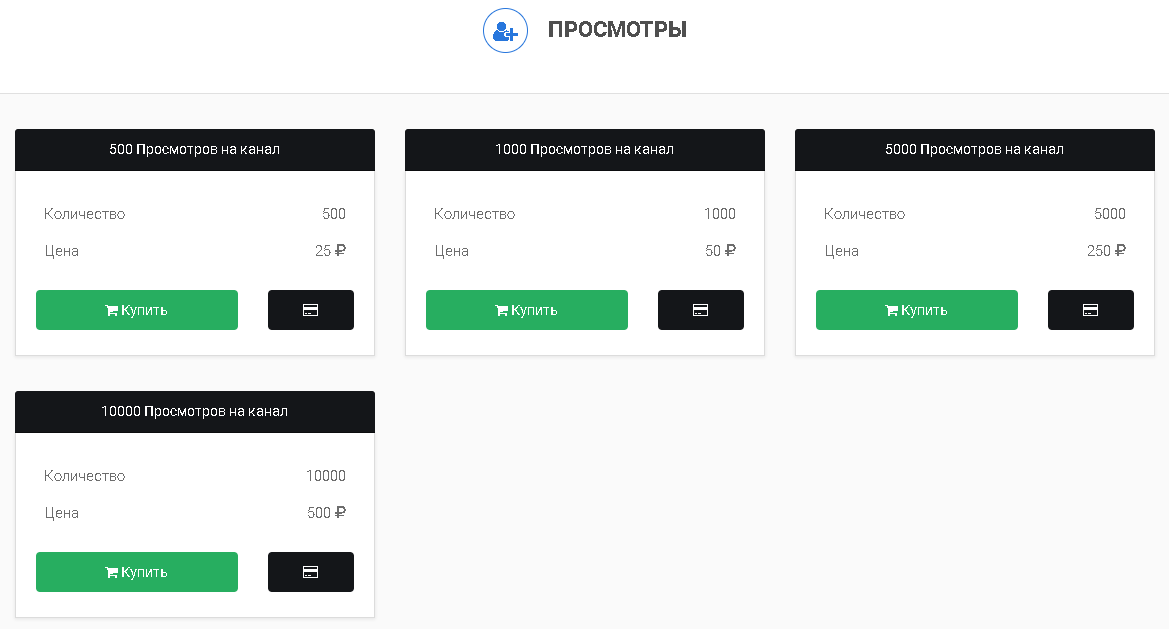 ПРОСМОТРЫ
500 Просмотров на канал
Количество 500
Цена 25 ₽
Купить
1000 Просмотров на канал
Количество 1000
Цена 50 ₽
Купить
5000 Просмотров на канал
Количество 5000
Цена 250 ₽
Купить
10000 Просмотров на канал
Количество 10000
Цена 500 ₽
Купить